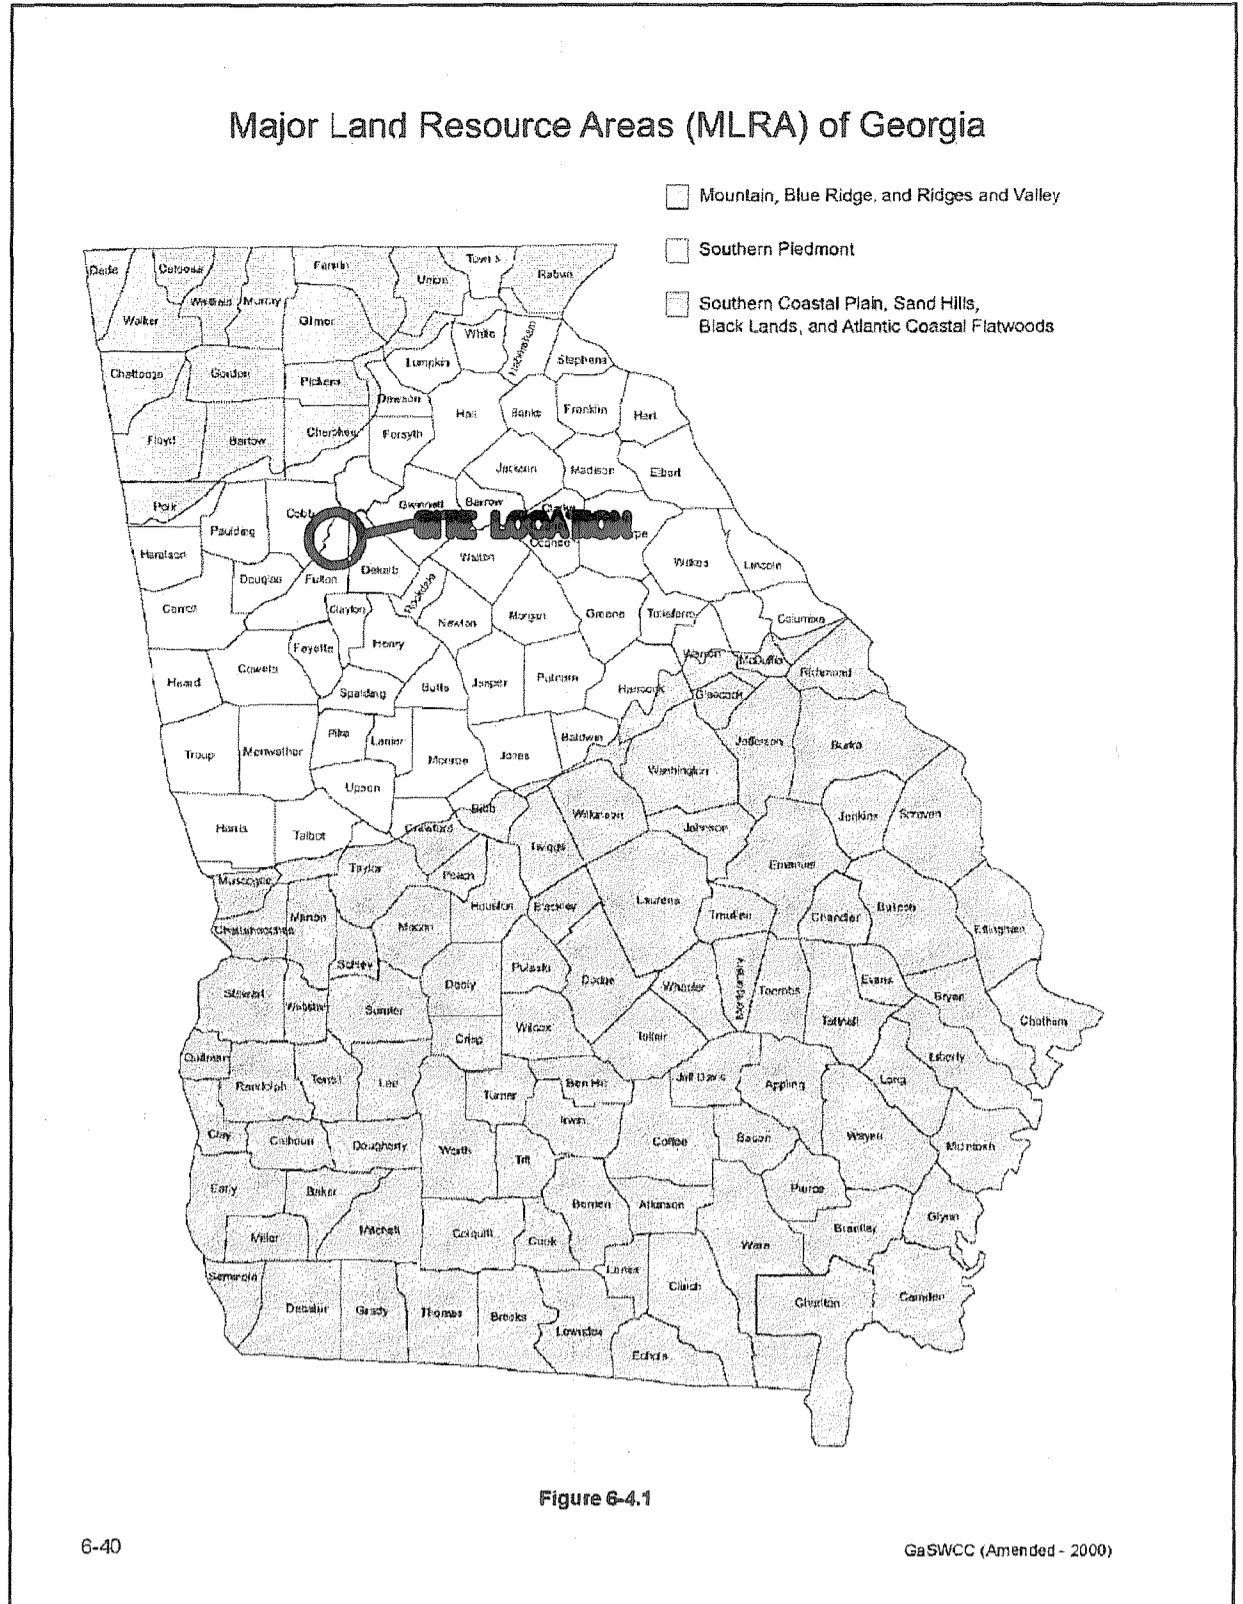 Major Land Resource Areas (MLRA) of Georgia
Mountain, Blue Ridge, and Ridges and Valley
Southern Piedmont
Southern Coastal Plain, Sand Hills,
Black Lands, and Atlantic Coastal Flatwoods
Dade
Catoosa
Fannin
Union
Towns
Rabun
Whitfield
Murray
Walker
Gilmer
White
Habersham
Lumpkin
Stephens
Chattooga
Gordon
Pickens
Dawson
Hall
Banks
Franklin
Hart
Floyd
Bartow
Cherokee
Forsyth
Jackson
Madison
Elbert
Polk
Cobb
Gwinnett
Barrow
Clarke
SITE LOCATION
Paulding
Oconee
Haralson
Walton
Wilkes
Lincoln
Douglas
Fulton
Dekalb
Rockdale
Carroll
Clayton
Newton
Morgan
Greene
Taliaferro
Columbia
Fayette
Henry
Warren
McDuffie
Heard
Coweta
Spalding
Butts
Jasper
Putnam
Hancock
Glascock
Richmond
Troup
Meriwether
Pike
Lamar
Monroe
Jones
Baldwin
Washington
Jefferson
Burke
Upson
Harris
Talbot
Crawford
Bibb
Wilkinson
Johnson
Jenkins
Screven
Twiggs
Muscogee
Taylor
Peach
Emanuel
Chattahoochee
Marion
Macon
Houston
Bleckley
Laurens
Treutlen
Chandler
Bulloch
Effingham
Schley
Stewart
Webster
Sumter
Dooly
Pulaski
Dodge
Wheeler
Montgomery
Toombs
Evans
Bryan
Tattnall
Chatham
Crisp
Wilcox
Telfair
Liberty
Quitman
Randolph
Terrell
Lee
Turner
Ben Hill
Jeff Davis
Appling
Long
Clay
Calhoun
Dougherty
Worth
Tift
Irwin
Coffee
Bacon
Wayne
McIntosh
Early
Baker
Mitchell
Berrien
Atkinson
Pierce
Miller
Colquitt
Cook
Ware
Brantley
Glynn
Seminole
Lanier
Clinch
Decatur
Grady
Thomas
Brooks
Lowndes
Echols
Charlton
Camden
Figure 6-4.1
6-40
GaSWCC (Amended - 2000)